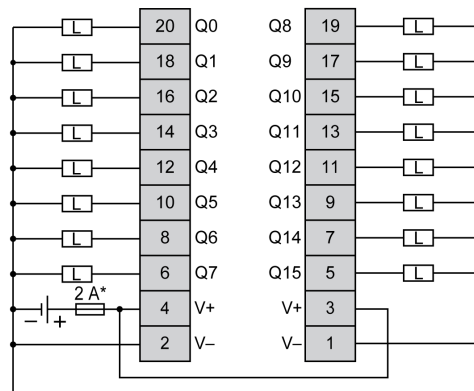 L 20 Q0 Q8 19 L
L 18 Q1 Q9 17 L
L 16 Q2 Q10 15 L
L 14 Q3 Q11 13 L
L 12 Q4 Q12 11 L
L 10 Q5 Q13 9 L
L 8 Q6 Q14 7 L
L 6 Q7 Q15 5 L
2 A*
− + 4 V+ V+ 3
2 V− V− 1